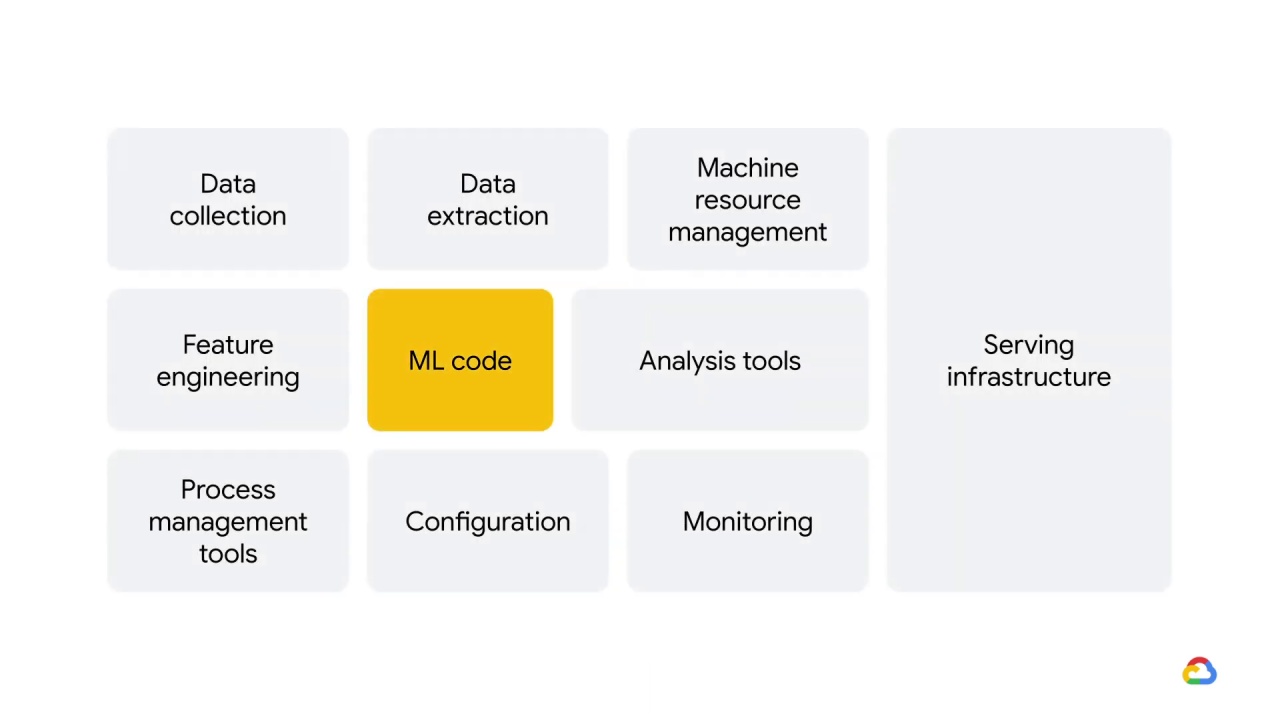 Data
collection
Data
extraction
Machine
resource
management
Feature
engineering
ML code
Analysis tools
Serving
infrastructure
Process
management
tools
Configuration
Monitoring